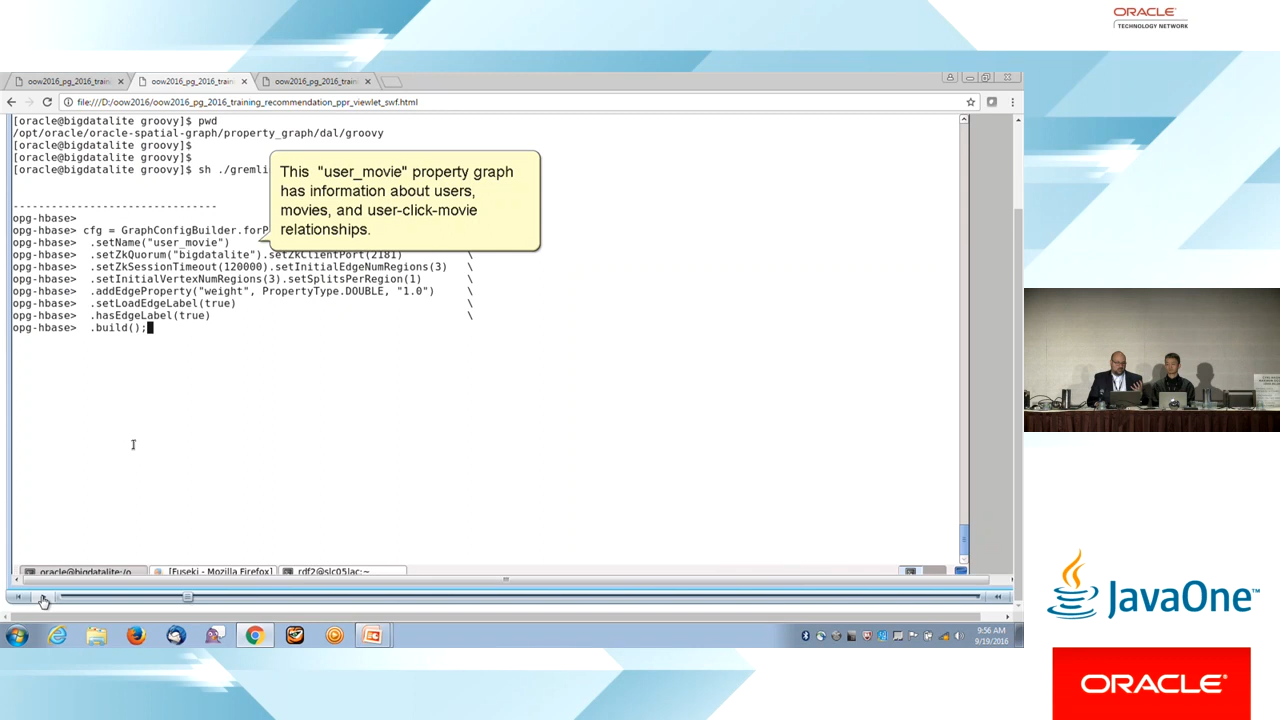 ORACLE
TECHNOLOGY NETWORK
oow2016_pg_2016_train
oow2016_pg_2016_train
oow2016_pg_2016_train
file:///D:/oow2016/oow2016_pg_2016_training_recommendation_ppr_viewlet_swf.html
[oracle@bigdatalite groovy]$ pwd
/opt/oracle/oracle-spatial-graph/property_graph/dal/groovy
[oracle@bigdatalite groovy]$
[oracle@bigdatalite groovy]$
[oracle@bigdatalite groovy]$ sh ./gremli
This "user_movie" property graph
has information about users,
movies, and user-click-movie
relationships.
--------------------------------
opg-hbase>
opg-hbase> cfg = GraphConfigBuilder.forP
opg-hbase> .setName("user_movie")
opg-hbase> .setZkQuorum("bigdatalite").setZkClientPort(2181) \
opg-hbase> .setZkSessionTimeout(120000).setInitialEdgeNumRegions(3) \
opg-hbase> .setInitialVertexNumRegions(3).setSplitsPerRegion(1) \
opg-hbase> .addEdgeProperty("weight", PropertyType.DOUBLE, "1.0") \
opg-hbase> .setLoadEdgeLabel(true) \
opg-hbase> .hasEdgeLabel(true) \
opg-hbase> .build();
oracle@bigdatalite:/o
[Fuseki - Mozilla Firefox]
rdf2@slc05lac:~
9:56 AM
9/19/2016
JavaOne™
ORACLE®